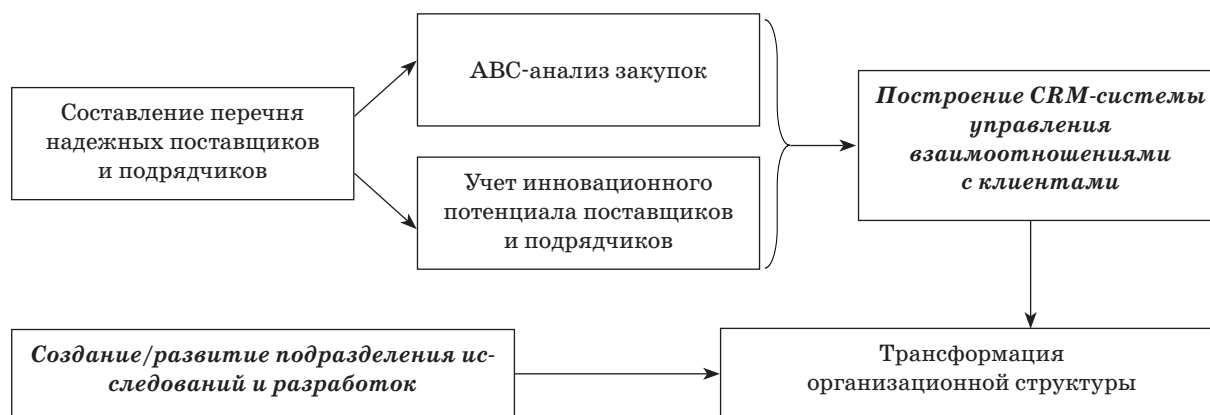 Составление перечня
надежных поставщиков
и подрядчиков
АВС-анализ закупок
Учет инновационного
потенциала поставщиков
и подрядчиков
Построение CRM-системы
управления
взаимоотношениями
с клиентами
Создание/развитие подразделения ис-
следований и разработок
Трансформация
организационной структуры